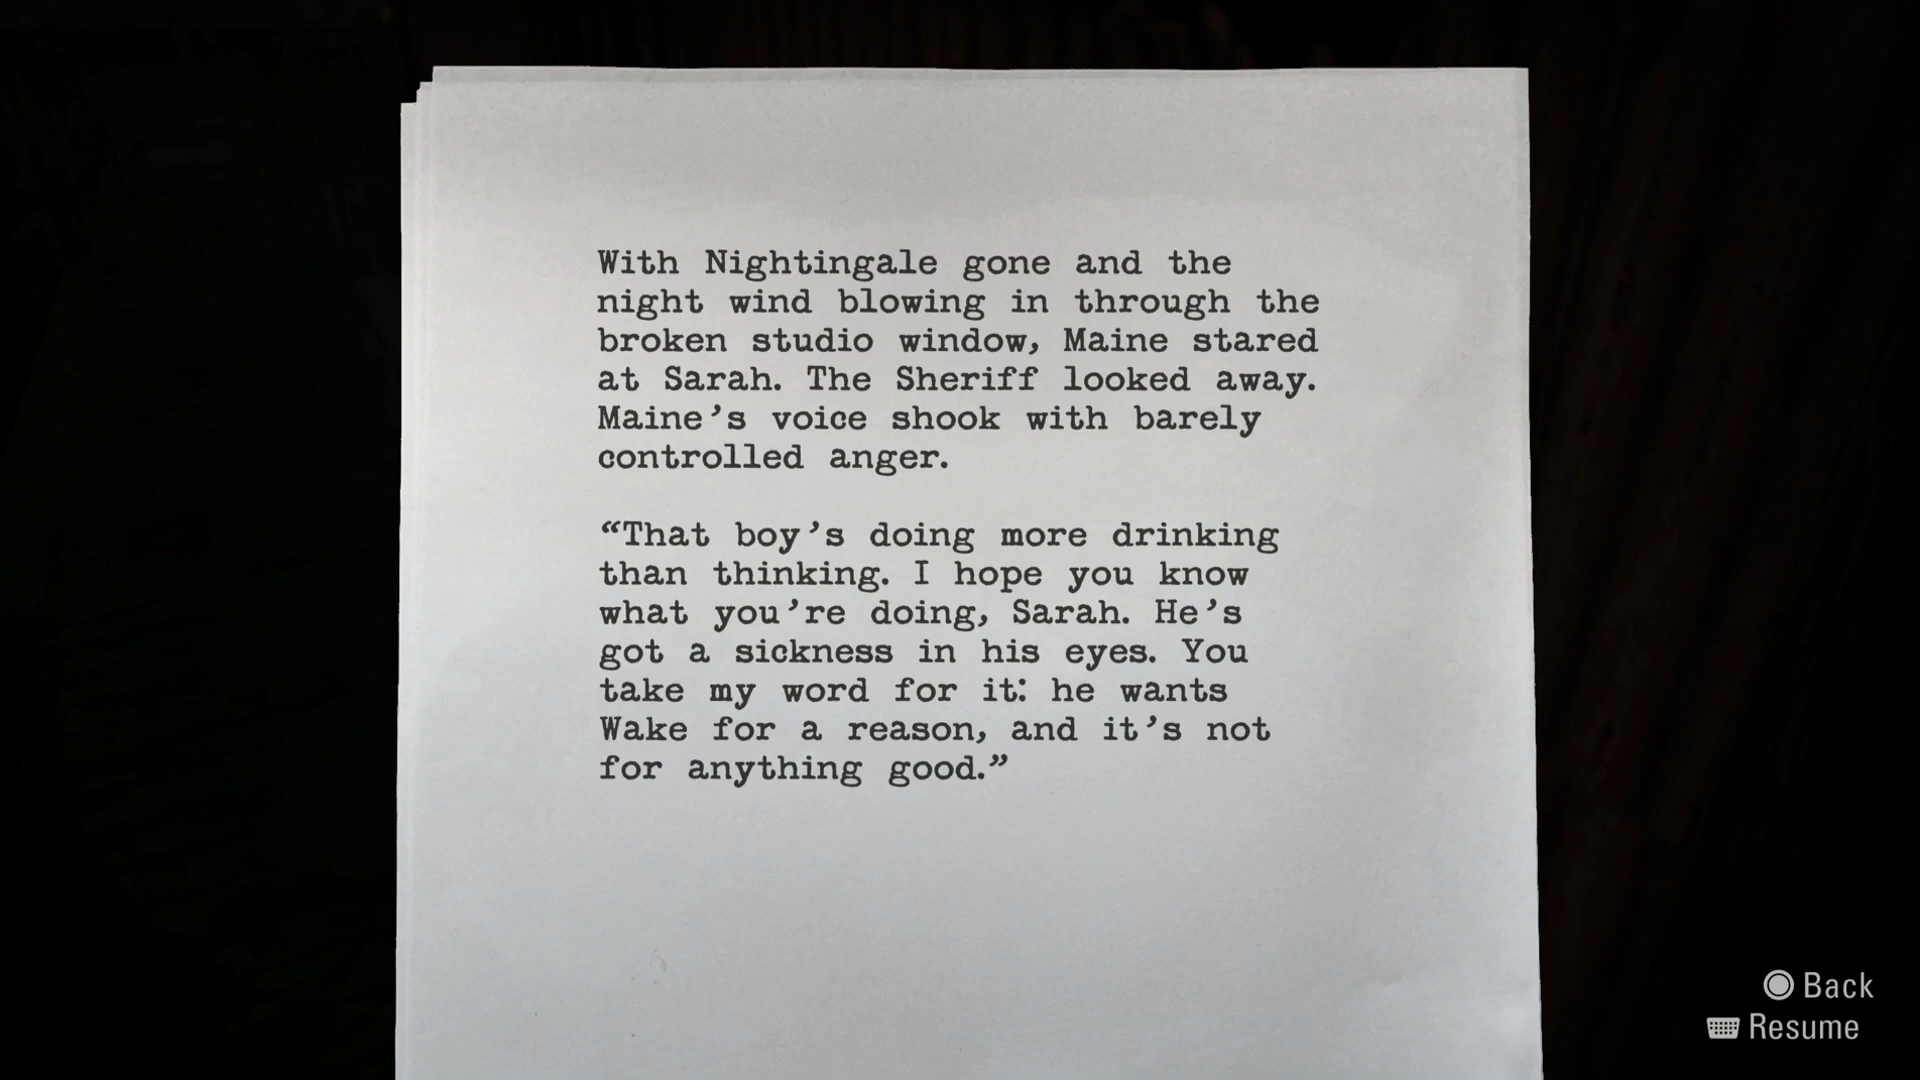 With Nightingale gone and the
night wind blowing in through the
broken studio window, Maine stared
at Sarah. The Sheriff looked away.
Maine’s voice shook with barely
controlled anger.
“That boy’s doing more drinking
than thinking. I hope you know
what you’re doing, Sarah. He’s
got a sickness in his eyes. You
take my word for it: he wants
Wake for a reason, and it’s not
for anything good.”
Back
Resume